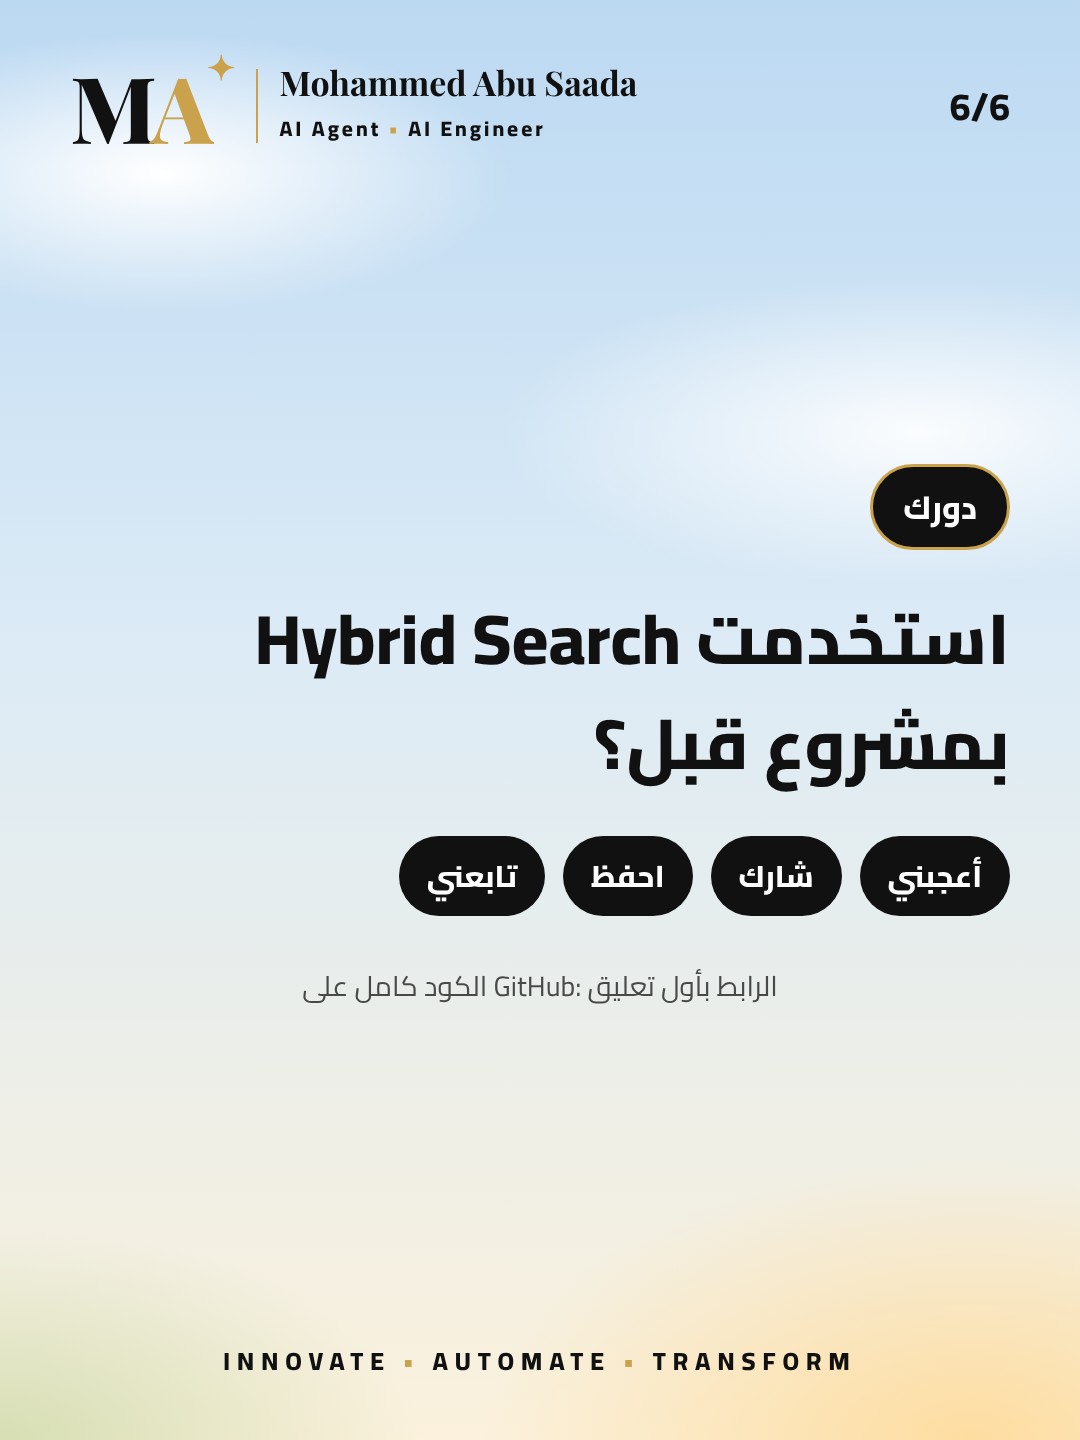 MA
Mohammed Abu Saada
AI Agent ▪ AI Engineer
6/6
دورك
استخدمت Hybrid Search
بمشروع قبل؟
أعجبني
شارك
احفظ
تابعني
الرابط بأول تعليق :GitHub الكود كامل على
INNOVATE ▪ AUTOMATE ▪ TRANSFORM